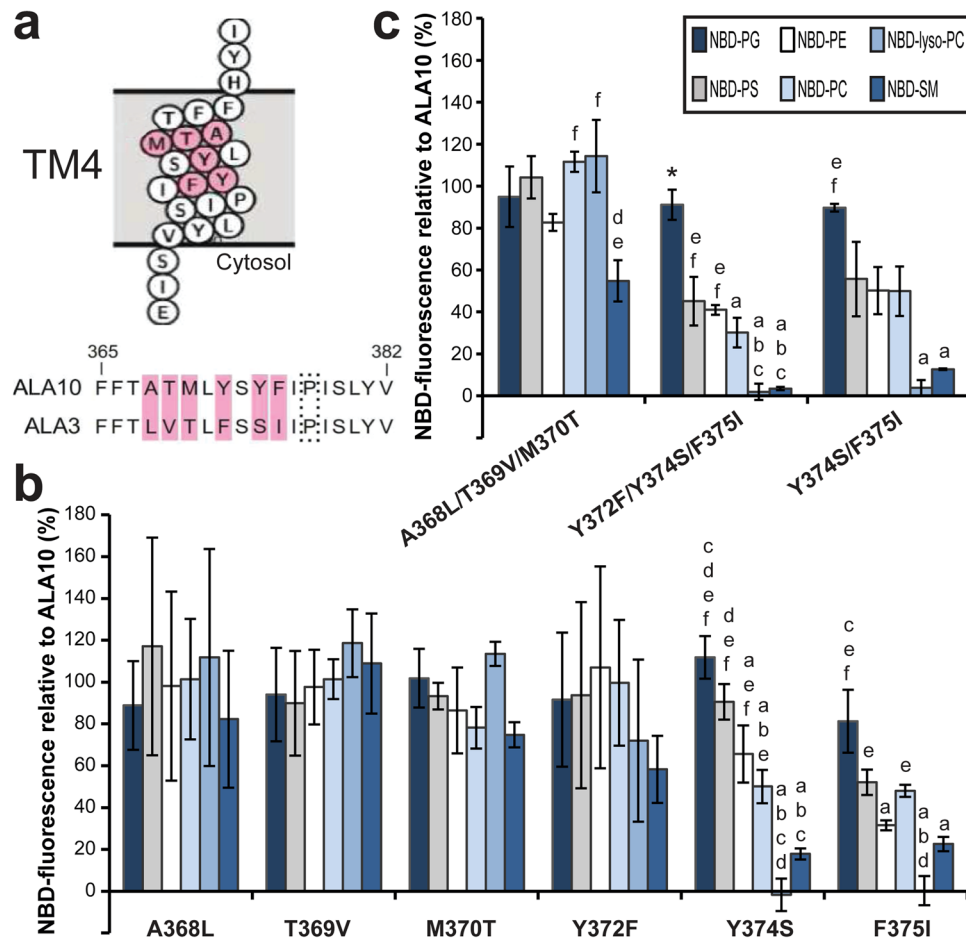 a
TM4
I
Y
H
T F F
M T A
S Y L
I F Y
S I P
V Y L
S
I
E
Cytosol
365 382
ALA10 FFTATMLYSYFIPISLYV
ALA3 FFTLVTLFSSIIPISLYV
c
NBD-fluorescence relative to ALA10 (%)
180
160
140
120
100
80
60
40
20
0
NBD-PG NBD-PE NBD-lyso-PC
NBD-PS NBD-PC NBD-SM
f
f
d
e
*
e
f
e
f
a
a
b
c
a
b
c
e
f
a
a
A368L/T369V/M370T
Y372F/Y374S/F375I
Y374S/F375I
b
NBD-fluorescence relative to ALA10 (%)
180
160
140
120
100
80
60
40
20
0
c
d
e
f
d
e
f
a
e
f
a
b
e
a
b
c
d
a
b
c
c
e
f
e
a
e
a
b
d
a
A368L T369V M370T Y372F Y374S F375I